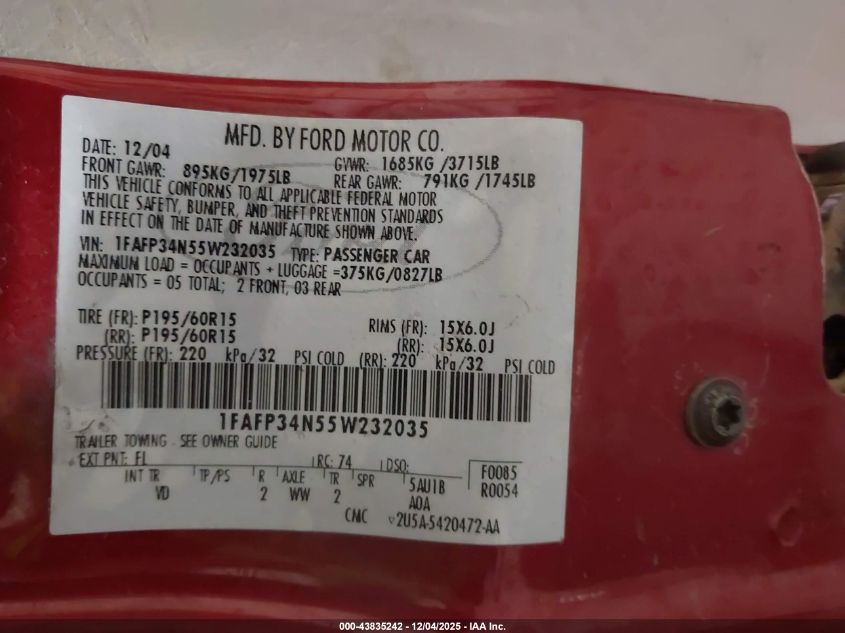 MFD. BY FORD MOTOR CO.
DATE: 12/04 GVWR: 1685KG /3715LB
FRONT GAWR: 895KG/1975LB REAR GAWR: 791KG /1745LB
THIS VEHICLE CONFORMS TO ALL APPLICABLE FEDERAL MOTOR
VEHICLE SAFETY, BUMPER, AND THEFT PREVENTION STANDARDS
IN EFFECT ON THE DATE OF MANUFACTURE SHOWN ABOVE.
VIN: 1FAFP34N55W232035 TYPE: PASSENGER CAR
MAXIMUM LOAD = OCCUPANTS + LUGGAGE =375KG/0827LB
OCCUPANTS = 05 TOTAL; 2 FRONT, 03 REAR
TIRE (FR): P195/60R15 RIMS (FR): 15X6.0J
(RR): P195/60R15 (RR): 15X6.0J
PRESSURE (FR): 220 kPa/32 PSI COLD (RR): 220 kPa/32 PSI COLD
1FAFP34N55W232035
TRAILER TOWING - SEE OWNER GUIDE
EXT PNT: FL RC: 74 DSO: F0085
INT TR TP/PS R AXLE TR SPR 5AU1B R0054
VD 2 WW 2 AOA
CMC 2U5A-5420472-AA
000-43835242 - 12/04/2025 - IAA Inc.